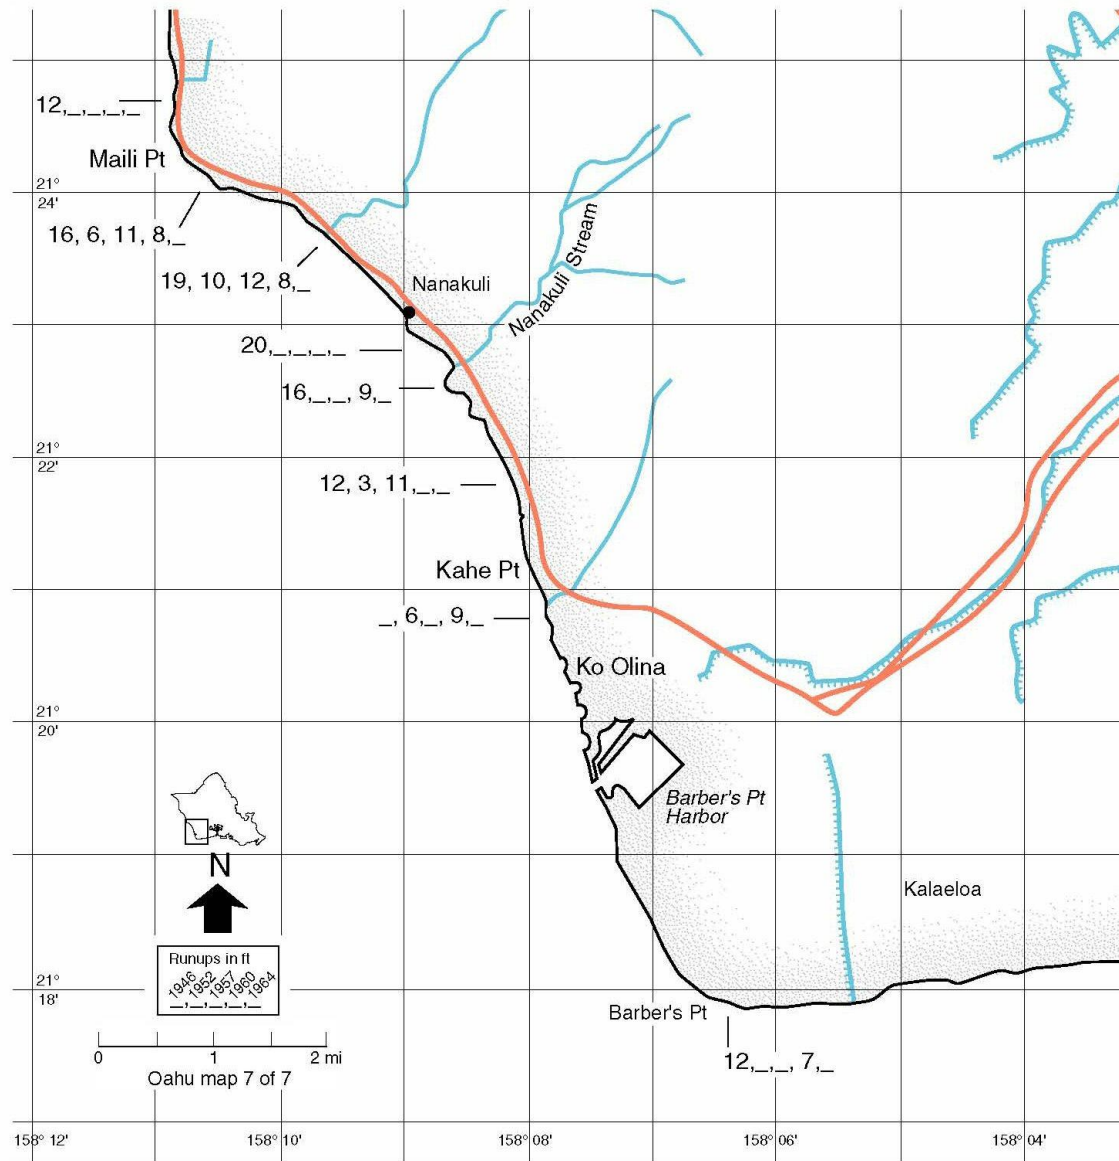 12,_,_,_,_
Maili Pt
21°
24'
16, 6, 11, 8,_
19, 10, 12, 8,_
Nanakuli
Nanakuli Stream
20,_,_,_,_
16,_,_, 9,_
21°
22'
12, 3, 11,_,_
Kahe Pt
_, 6,_, 9,_
Ko Olina
21°
20'
Barber's Pt
Harbor
N
Kalaeloa
Runups in ft
1946
1952
1957
1960
1964
_,_,_,_,_
21°
18'
Barber's Pt
12,_,_, 7,_
0 1 2 mi
Oahu map 7 of 7
158° 12' 158° 10' 158° 08' 158° 06' 158° 04'